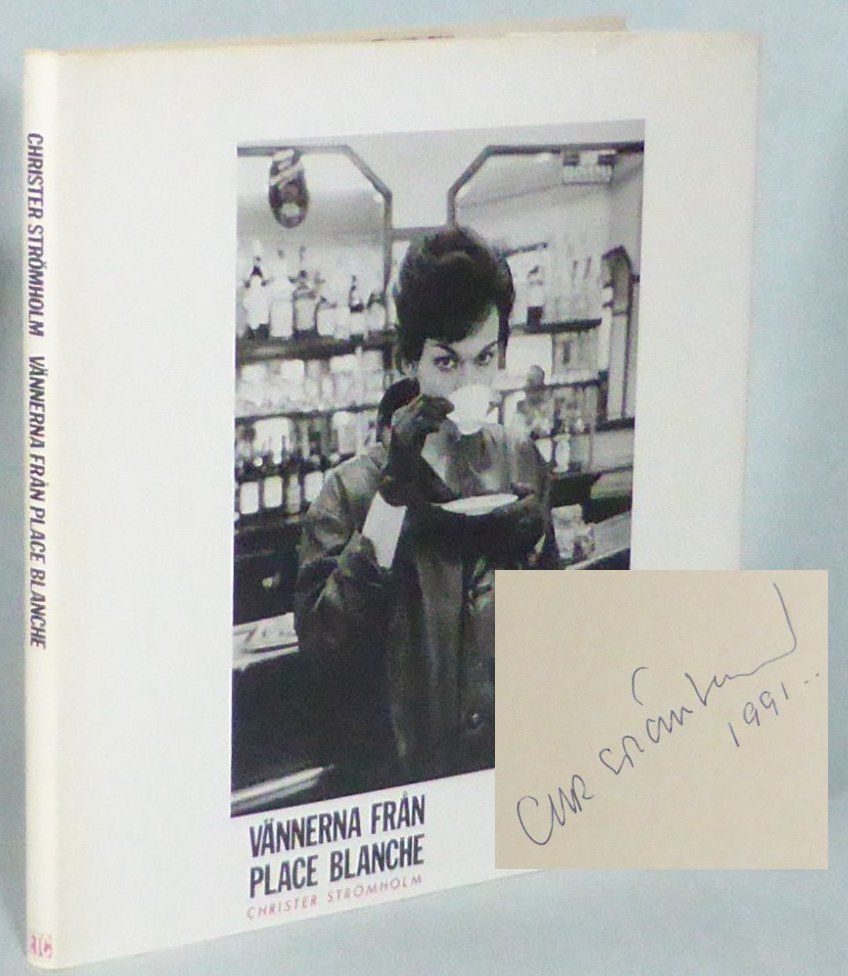 CHRISTER STRÖMHOLM VÄNNERNA FRÅN PLACE BLANCHE
VÄNNERNA FRÅN
PLACE BLANCHE
CHRISTER STRÖMHOLM
1991..